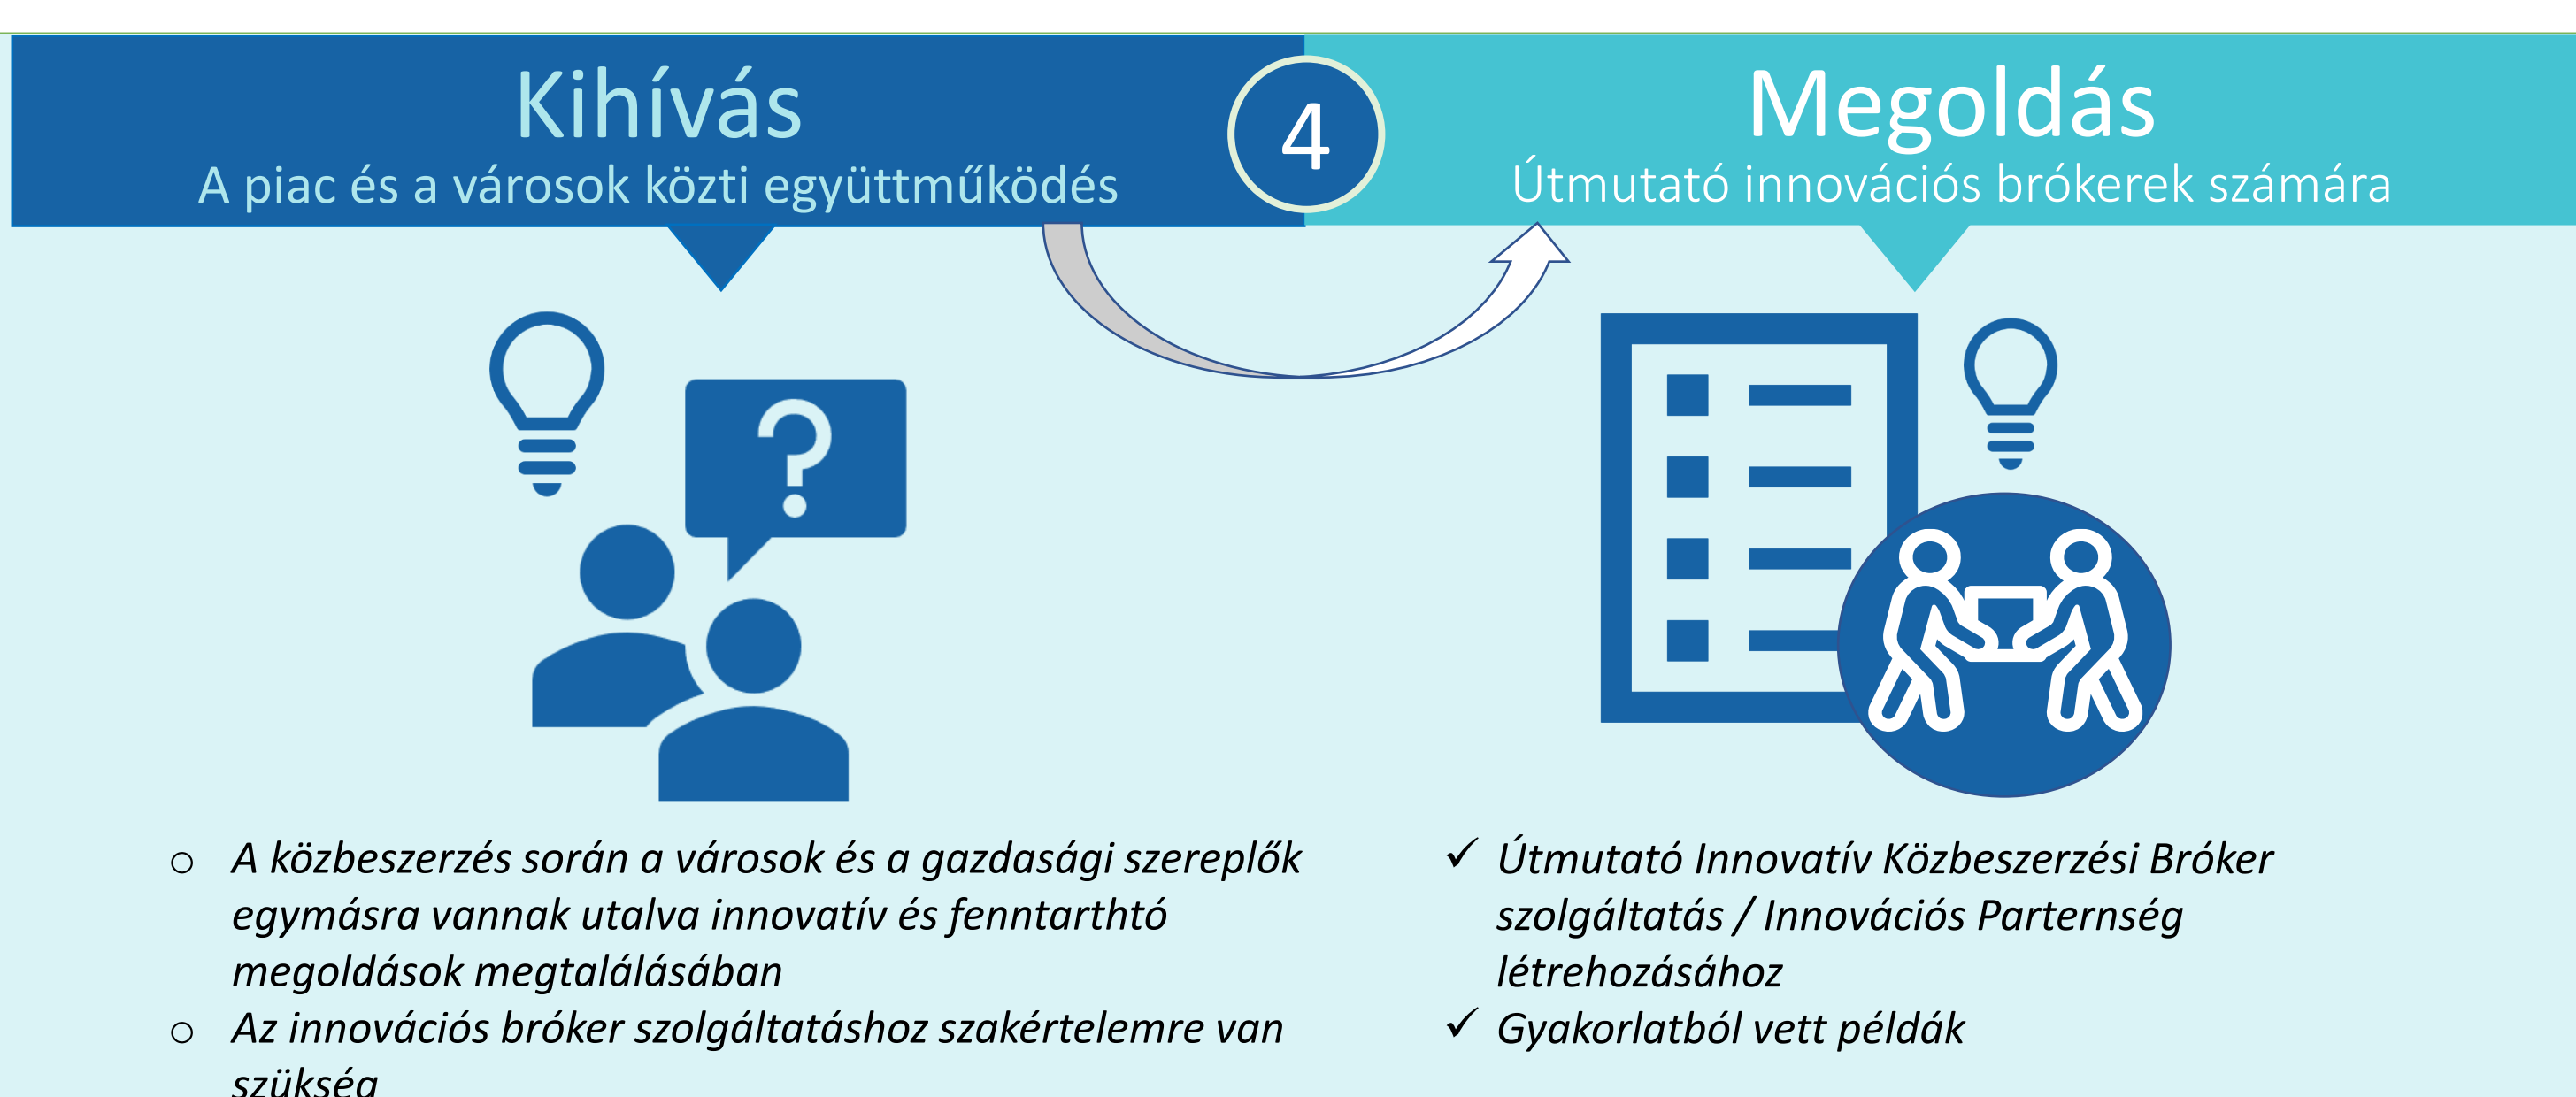 Kihívás
A piac és a városok közti együttműködés
4
Megoldás
Útmutató innovációs brókerek számára
?
○ A közbeszerzés során a városok és a gazdasági szereplők
egymásra vannak utalva innovatív és fenntarthtó
megoldások megtalálásában
○ Az innovációs bróker szolgáltatáshoz szakértelemre van
szükség
✓ Útmutató Innovatív Közbeszerzési Bróker
szolgáltatás / Innovációs Parternség
létrehozásához
✓ Gyakorlatból vett példák